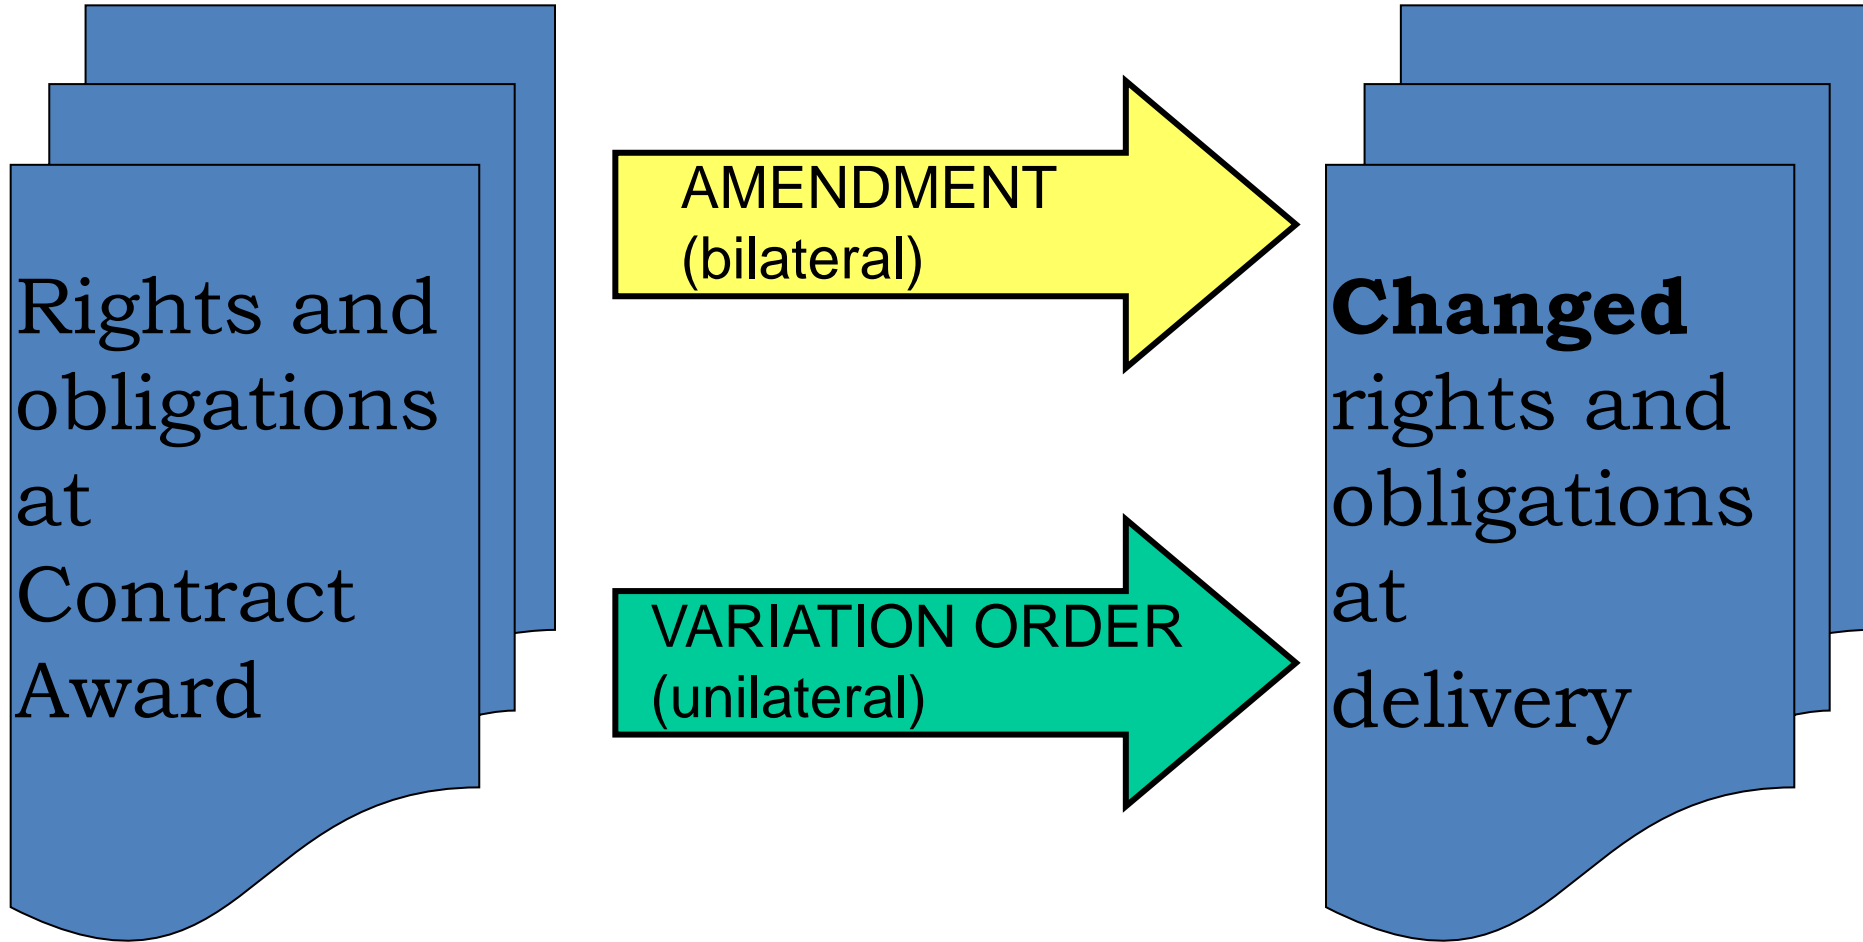 Rights and
obligations
at
Contract
Award
AMENDMENT
(bilateral)
VARIATION ORDER
(unilateral)
Changed
rights and
obligations
at
delivery